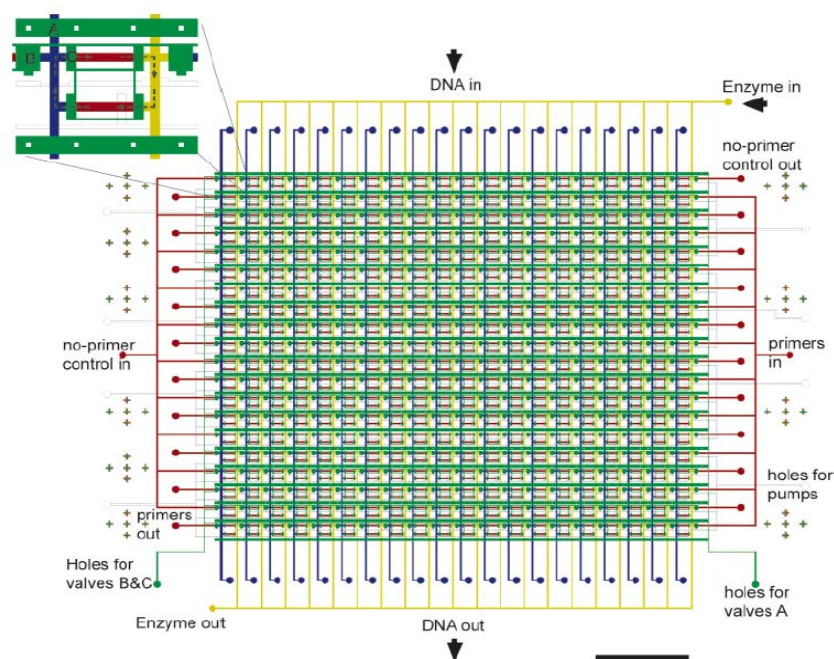 A
B C
DNA in
Enzyme in
no-primer
control out
no-primer
control in
primers
in
holes for
pumps
primers
out
Holes for
valves B&C
holes for
valves A
Enzyme out
DNA out